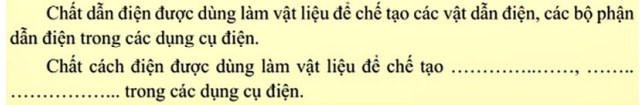 Chất dẫn điện được dùng làm vật liệu để chế tạo các vật dẫn điện, các bộ phận
dẫn điện trong các dụng cụ điện.
Chất cách điện được dùng làm vật liệu để chế tạo ....................., ........
.................. trong các dụng cụ điện.